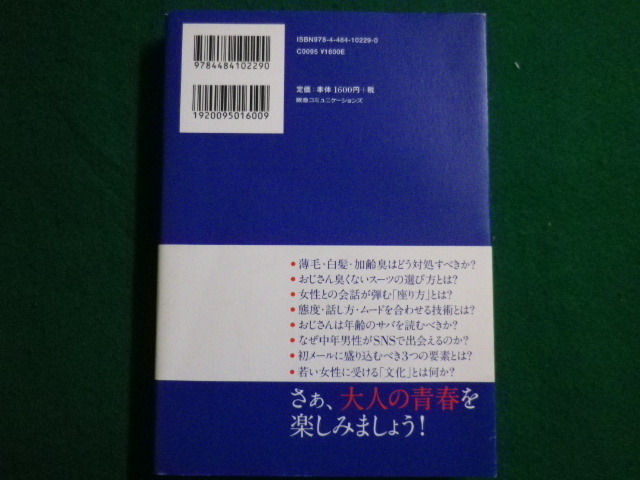 ISBN978-4-484-10229-0
C0095 ¥1600E
9784484102290
定価：本体1600円+税
阪急コミュニケーションズ
1920095016009
• 薄毛・白髪・加齢臭はどう対処すべきか？
• おじさん臭くないスーツの選び方とは？
• 女性との会話が弾む「座り方」とは？
• 態度・話し方・ムードを合わせる技術とは？
• おじさんは年齢のサバを読むべきか？
• なぜ中年男性がSNSで出会えるのか？
• 初メールに盛り込むべき3つの要素とは？
• 若い女性に受ける「文化」とは何か？
さぁ、大人の青春を
楽しみましょう！